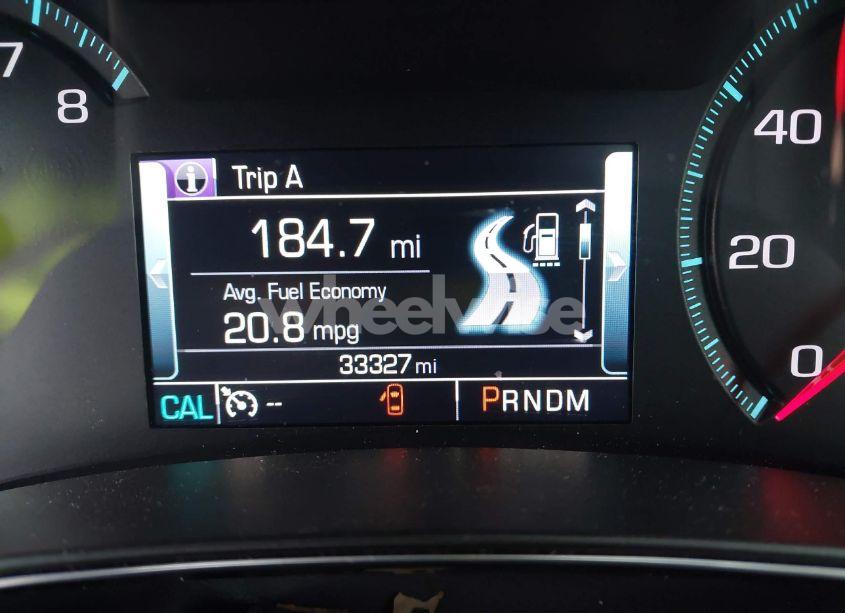 7
8
Trip A
184.7 mi
Avg. Fuel Economy
20.8 mpg
33327 mi
CAL -- PRNDM
40
20
0